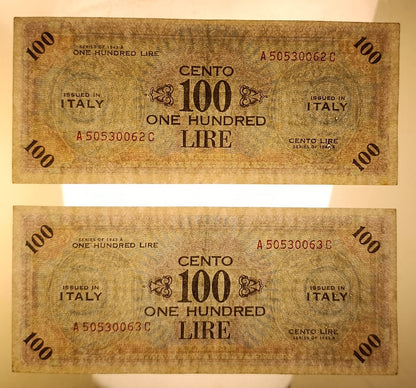 100 SERIES OF 1943 A 100
ONE HUNDRED LIRE A 50530062 C
CENTO
ISSUED IN 100 ISSUED IN
ITALY ITALY
ONE HUNDRED
A 50530062 C LIRE CENTO LIRE
100 SERIES OF 1943 A 100
100 SERIES OF 1943 A 100
ONE HUNDRED LIRE A 50530063 C
CENTO
ISSUED IN 100 ISSUED IN
ITALY ITALY
ONE HUNDRED
A 50530063 C LIRE CENTO LIRE
100 SERIES OF 1943 A 100